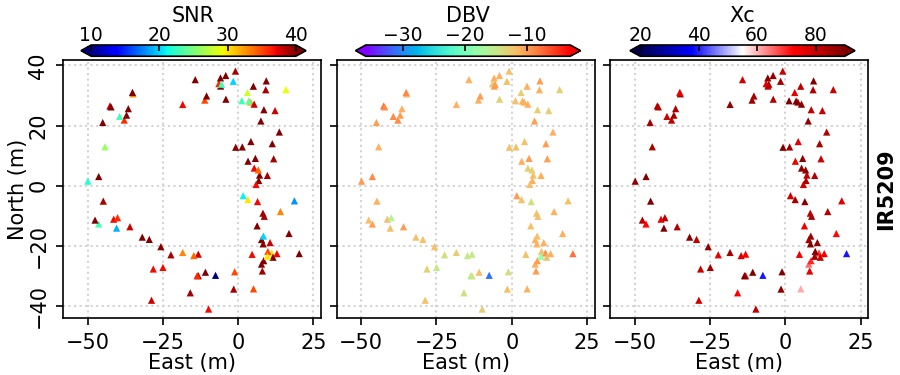 SNR DBV Xc
10 20 30 40 −30 −20 −10 20 40 60 80
40
20
0
−20
−40
North (m)
IR5209
−50 −25 0 25 −50 −25 0 25 −50 −25 0 25
East (m) East (m) East (m)